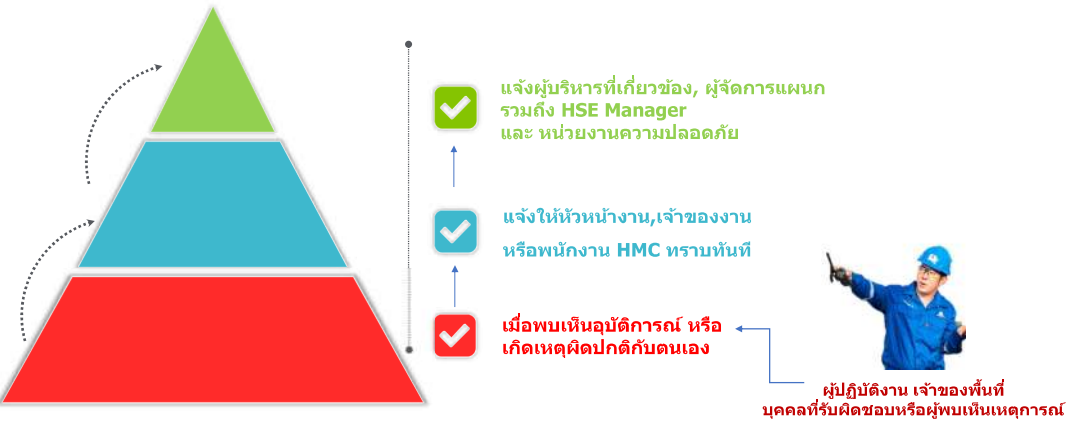 แจ้งผู้บริหารที่เกี่ยวข้อง, ผู้จัดการแผนก
รวมถึง HSE Manager
และ หน่วยงานความปลอดภัย
แจ้งให้หัวหน้างาน,เจ้าของงาน
หรือพนักงาน HMC ทราบทันที
เมื่อพบเห็นอุบัติการณ์ หรือ
เกิดเหตุผิดปกติกับตนเอง
ผู้ปฏิบัติงาน เจ้าของพื้นที่
บุคคลที่รับผิดชอบหรือผู้พบเห็นเหตุการณ์